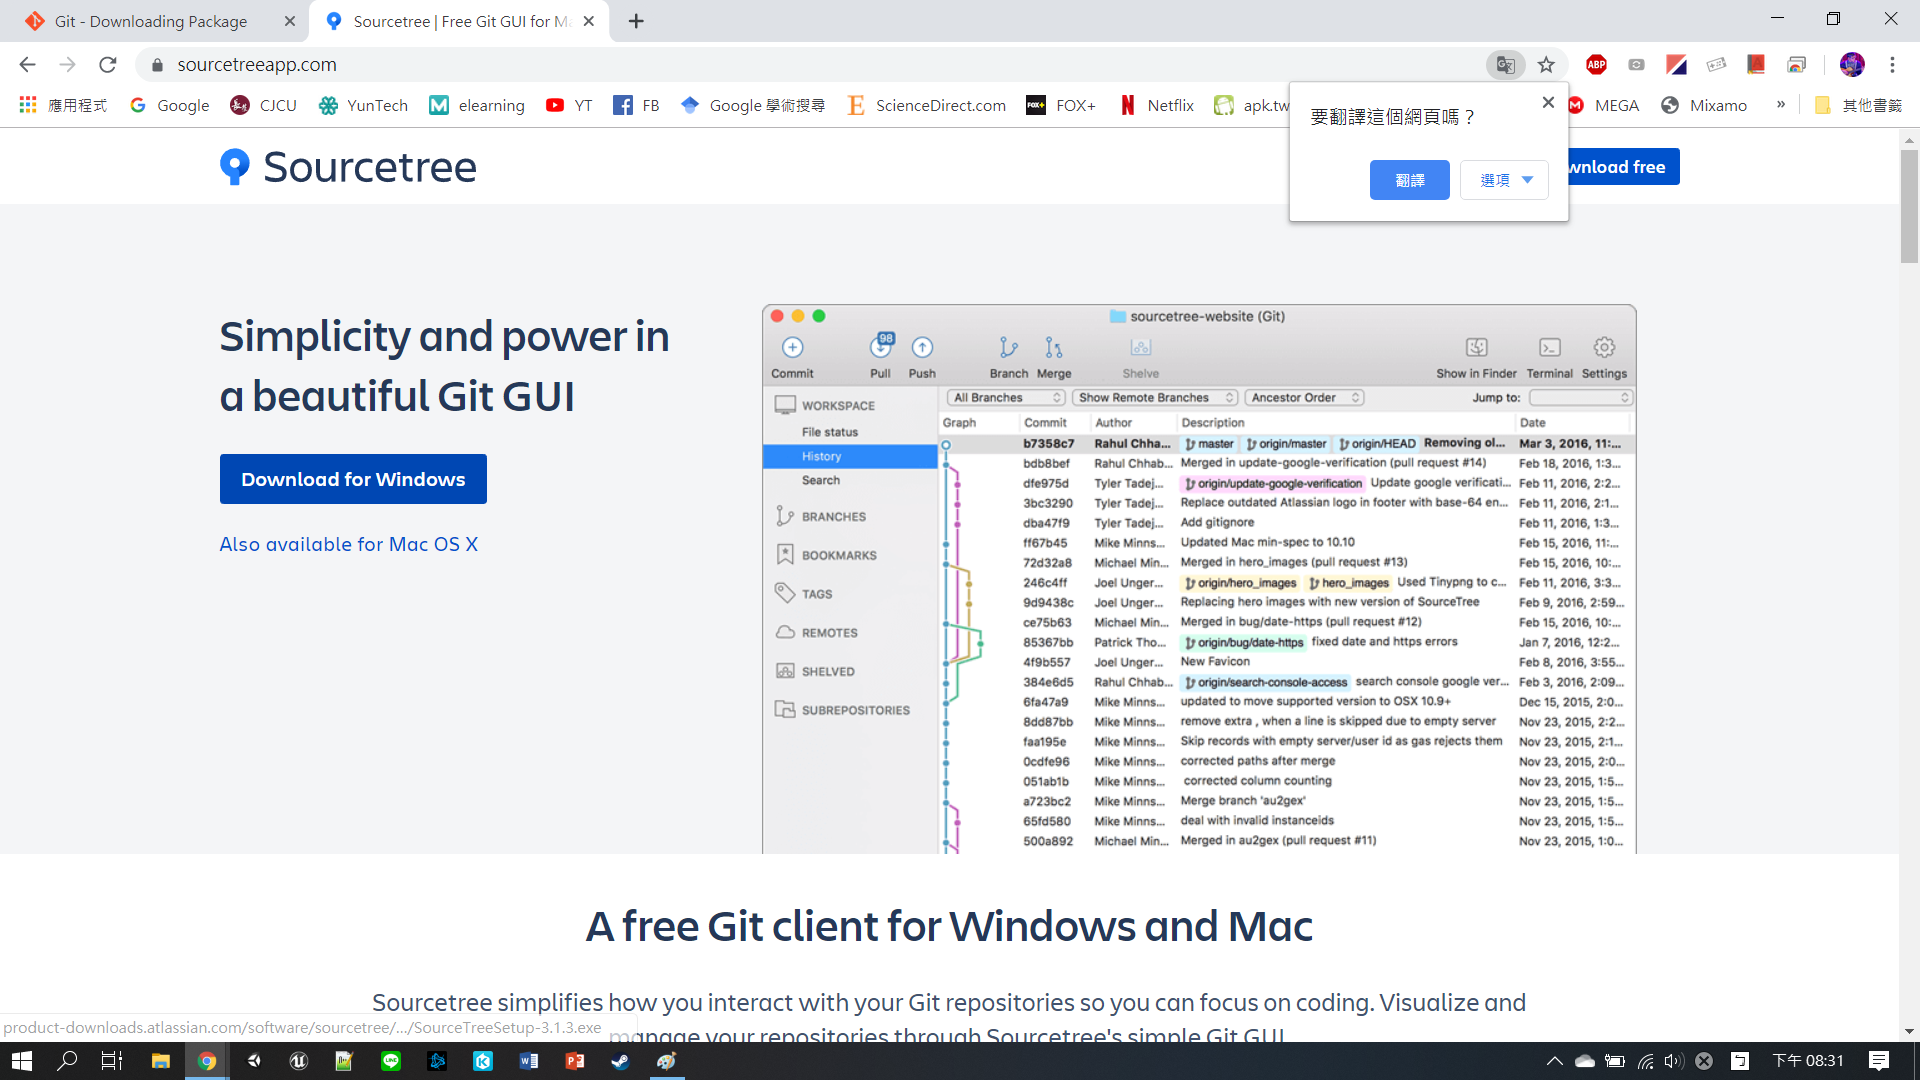 Git - Downloading Package
Sourcetree | Free Git GUI for M
sourcetreeapp.com
應用程式 Google CJCU YunTech elearning YT FB Google 學術搜尋 ScienceDirect.com FOX+ Netflix apk.tw MEGA Mixamo » 其他書籤
要翻譯這個網頁嗎？
翻譯 選項
Sourcetree
wnload free
Simplicity and power in
a beautiful Git GUI
Download for Windows
Also available for Mac OS X
sourcetree-website (Git)
98
Commit Pull Push Branch Merge Shelve Show in Finder Terminal Settings
WORKSPACE
File status
History
Search
BRANCHES
BOOKMARKS
TAGS
REMOTES
SHELVED
SUBREPOSITORIES
All Branches Show Remote Branches Ancestor Order Jump to:
Graph Commit Author Description Date
b7358c7 Rahul Chha... master origin/master origin/HEAD Removing ol... Mar 3, 2016, 11:...
bdb8bef Rahul Chhab... Merged in update-google-verification (pull request #14) Feb 18, 2016, 1:3...
dfe975d Tyler Tadej... origin/update-google-verification Update google verificati... Feb 11, 2016, 2:2...
3bc3290 Tyler Tadej... Replace outdated Atlassian logo in footer with base-64 en... Feb 11, 2016, 2:1...
dba47f9 Tyler Tadej... Add gitignore Feb 11, 2016, 1:3...
ff67b45 Mike Minns... Updated Mac min-spec to 10.10 Feb 15, 2016, 11:...
72d32a8 Michael Min... Merged in hero_images (pull request #13) Feb 15, 2016, 10:...
246c4ff Joel Unger... origin/hero_images hero_images Used Tinypng to c... Feb 11, 2016, 3:3...
9d9438c Joel Unger... Replacing hero images with new version of SourceTree Feb 9, 2016, 2:59...
ce75b63 Michael Min... Merged in bug/date-https (pull request #12) Feb 15, 2016, 10:...
85367bb Patrick Tho... origin/bug/date-https fixed date and https errors Jan 7, 2016, 12:2...
4f9b557 Joel Unger... New Favicon Feb 8, 2016, 3:55...
384e6d5 Rahul Chhab... origin/search-console-access search console google ver... Feb 3, 2016, 2:09...
6fa47a9 Mike Minns... updated to move supported version to OSX 10.9+ Dec 15, 2015, 2:0...
8dd87bb Mike Minns... remove extra , when a line is skipped due to empty server Nov 23, 2015, 2:2...
faa195e Mike Minns... Skip records with empty server/user id as gas rejects them Nov 23, 2015, 2:1...
0cdfe96 Mike Minns... corrected paths after merge Nov 23, 2015, 2:0...
051ab1b Mike Minns... corrected column counting Nov 23, 2015, 1:5...
a723bc2 Mike Minns... Merge branch 'au2gex' Nov 23, 2015, 1:5...
65fd580 Mike Minns... deal with invalid instanceids Nov 23, 2015, 1:5...
500a892 Michael Min... Merged in au2gex (pull request #11) Nov 23, 2015, 1:0...
A free Git client for Windows and Mac
Sourcetree simplifies how you interact with your Git repositories so you can focus on coding. Visualize and
manage your repositories through Sourcetree's simple Git GUI.
product-downloads.atlassian.com/software/sourcetree/.../SourceTreeSetup-3.1.3.exe
下午 08:31